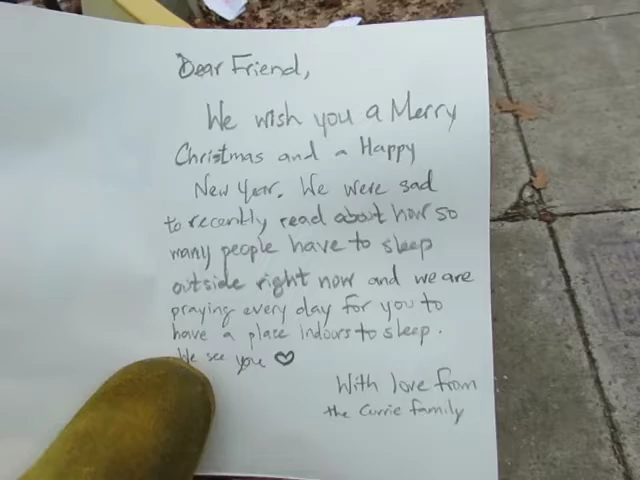 Dear Friend,
We wish you a Merry
Christmas and a Happy
New Year. We were sad
to recently read about how so
many people have to sleep
outside right now and we are
praying every day for you to
have a place indours to sleep.
We see you ♡
With love from
the Currie family